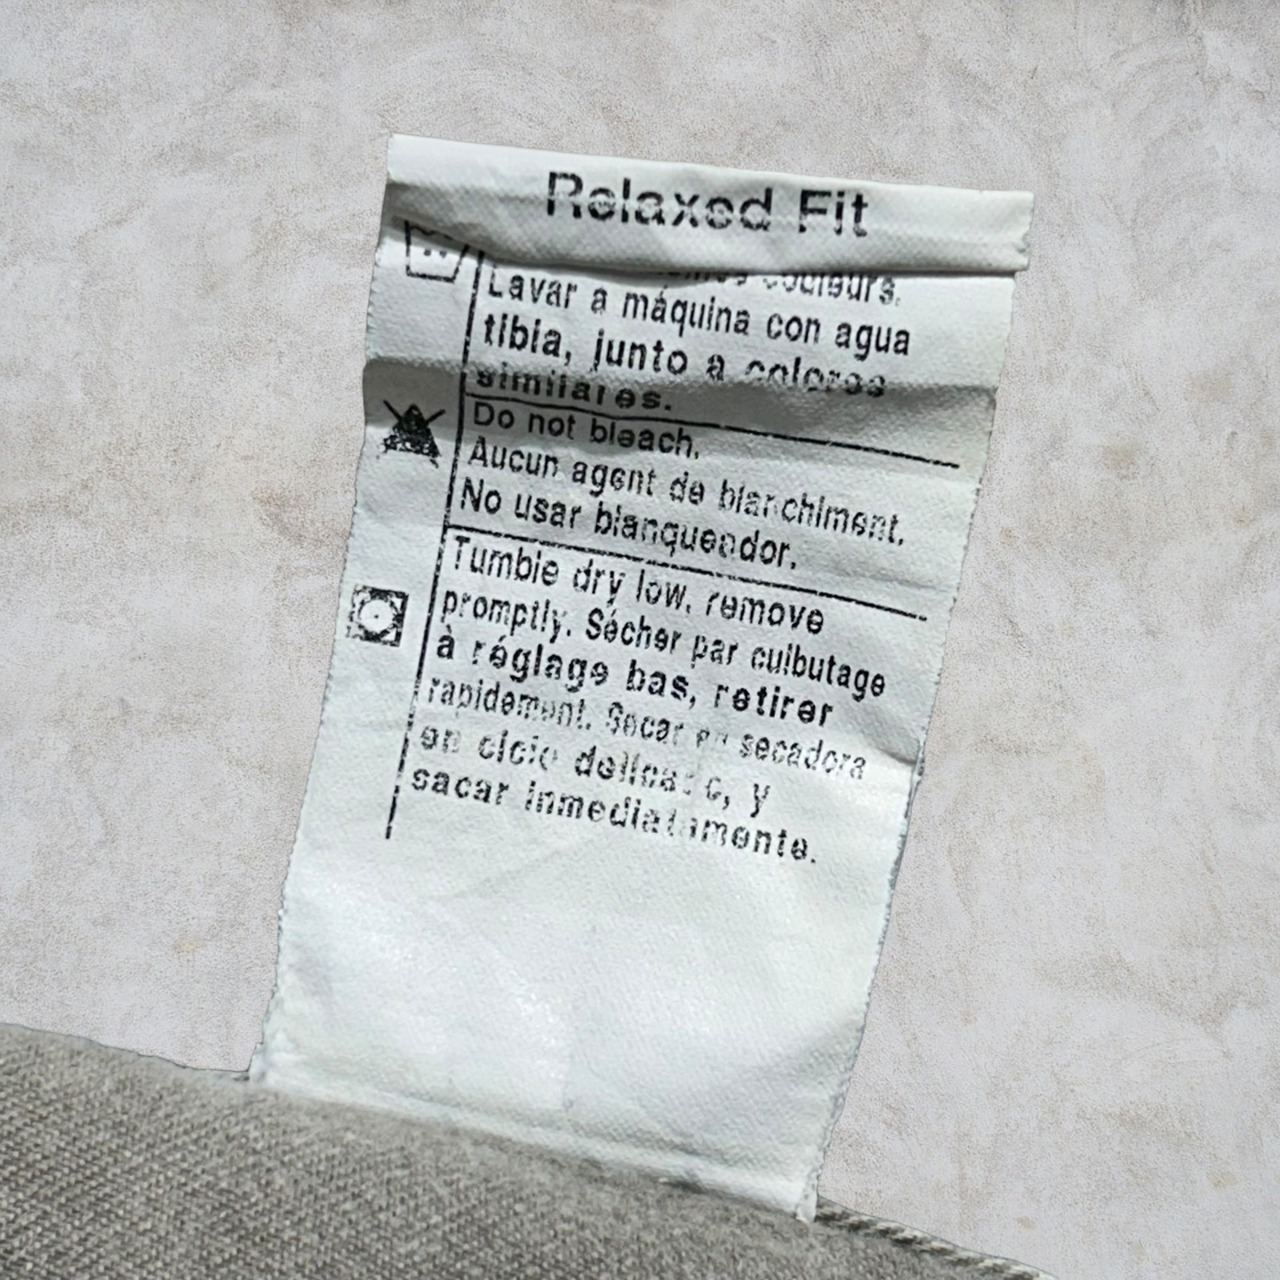 Relaxed Fit
couleurs.
Lavar a máquina con agua
tibia, junto a colores
similares.
Do not bleach.
Aucun agent de blanchiment.
No usar blanqueador.
Tumble dry low, remove
promptly. Sécher par culbutage
à réglage bas, retirer
rapidement. Secar en secadora
en ciclo delicado, y
sacar inmediatamente.